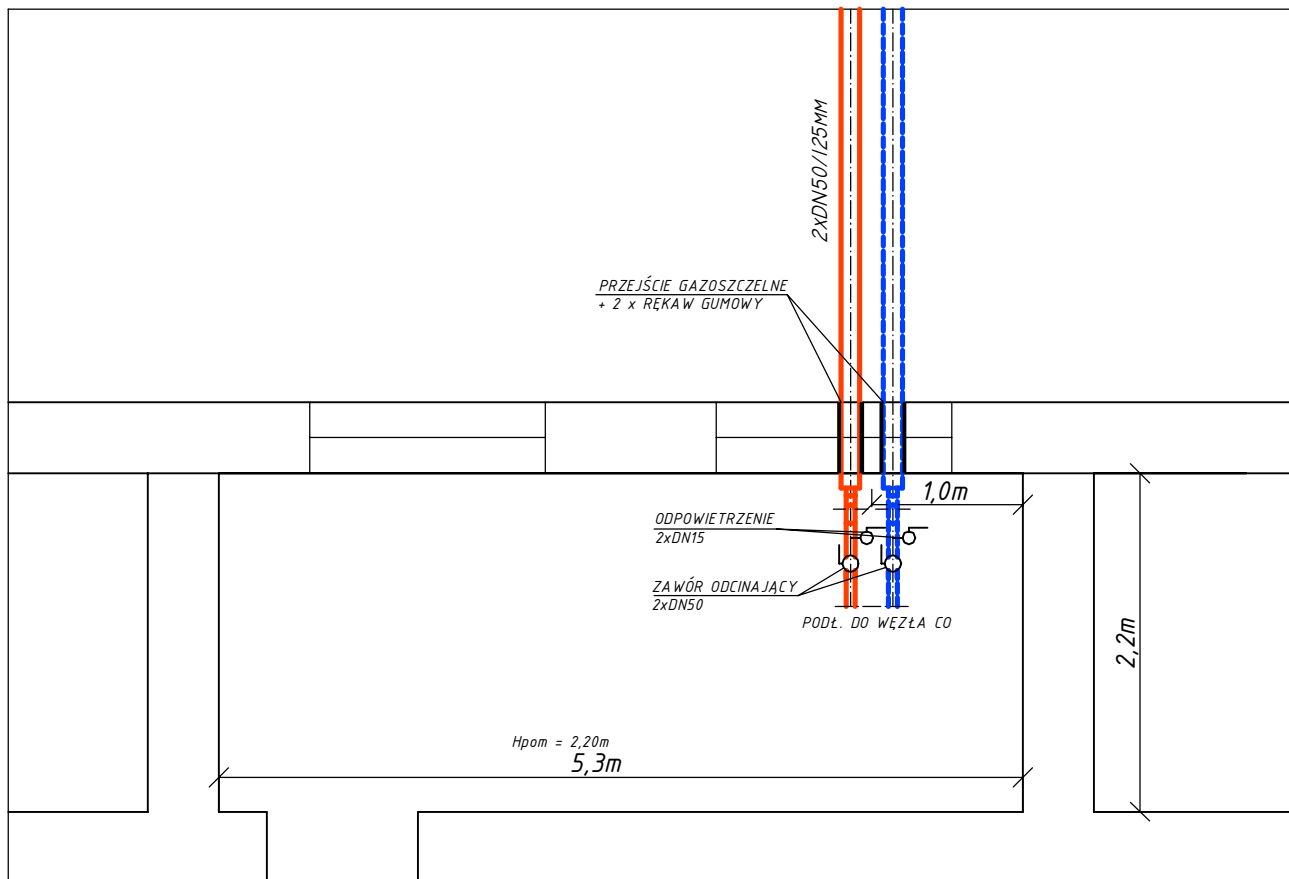 2xDN50/125MM
PRZEJŚCIE GAZOSZCZELNE
+ 2 x RĘKAW GUMOWY
1,0m
ODPOWIETRZENIE
2xDN15
ZAWÓR ODCINAJĄCY
2xDN50
PODŁ. DO WĘZŁA CO
2,2m
Hpom = 2,20m
5,3m